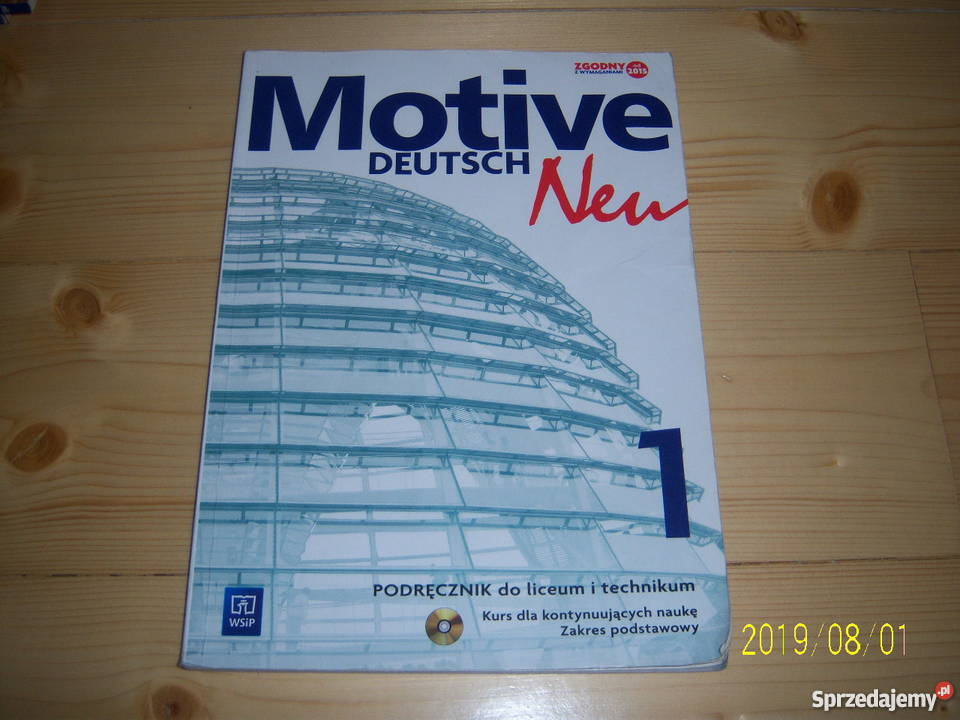 ZGODNY
Z WYMAGANIAMI
od 2015
Motive
DEUTSCH
Neu
1
PODRĘCZNIK do liceum i technikum
Kurs dla kontynuujących naukę
Zakres podstawowy
WSiP
2019/08/01
Sprzedajemy.pl